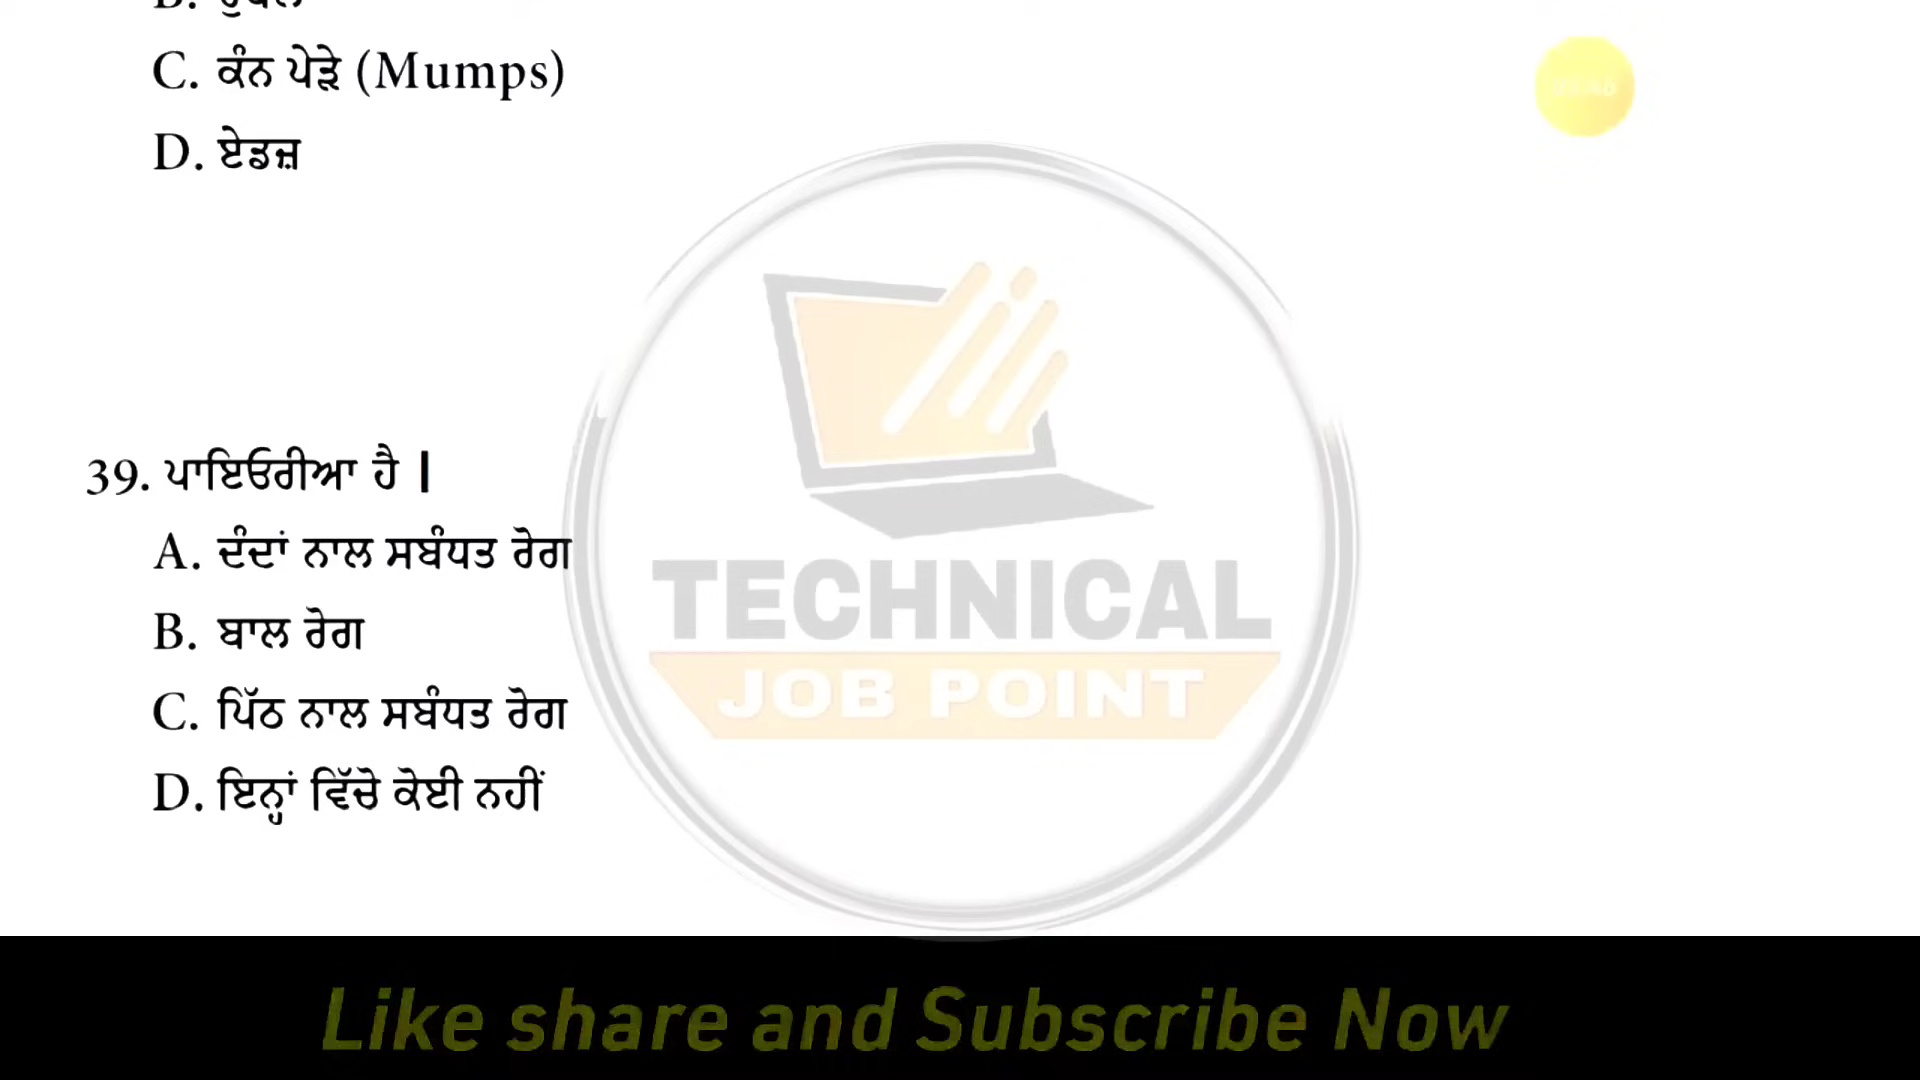 B.
C. ਕੰਨ ਪੇੜੇ (Mumps)
D. ਏਡਜ਼
39. ਪਾਇਓਰੀਆ ਹੈ |
A. ਦੰਦਾਂ ਨਾਲ ਸਬੰਧਤ ਰੋਗ
B. ਬਾਲ ਰੋਗ
C. ਪਿੱਠ ਨਾਲ ਸਬੰਧਤ ਰੋਗ
D. ਇਨ੍ਹਾਂ ਵਿੱਚੋ ਕੋਈ ਨਹੀਂ
TECHNICAL
JOB POINT
Like share and Subscribe Now